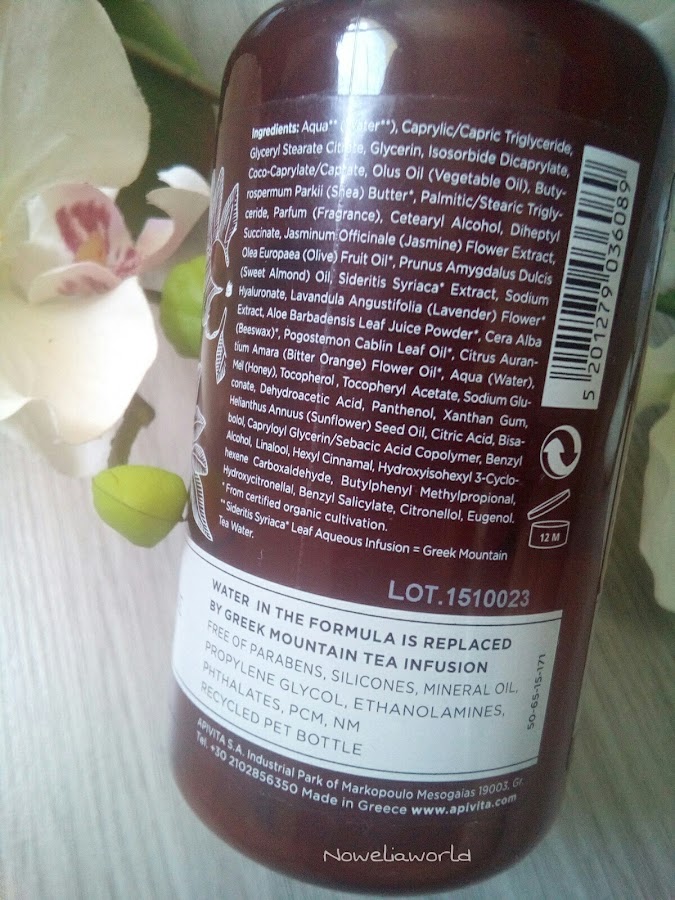 Ingredients: Aqua** (Water**), Caprylic/Capric Triglyceride,
Glyceryl Stearate Citrate, Glycerin, Isosorbide Dicaprylate,
Coco-Caprylate/Caprate, Olus Oil (Vegetable Oil), Buty-
rospermum Parkii (Shea) Butter*, Palmitic/Stearic Trigly-
ceride, Parfum (Fragrance), Cetearyl Alcohol, Diheptyl
Succinate, Jasminum Officinale (Jasmine) Flower Extract,
Olea Europaea (Olive) Fruit Oil*, Prunus Amygdalus Dulcis
(Sweet Almond) Oil, Sideritis Syriaca* Extract, Sodium
Hyaluronate, Lavandula Angustifolia (Lavender) Flower*
Extract, Aloe Barbadensis Leaf Juice Powder*, Cera Alba
(Beeswax)*, Pogostemon Cablin Leaf Oil*, Citrus Auran-
tium Amara (Bitter Orange) Flower Oil*, Aqua (Water),
Mel (Honey), Tocopherol, Tocopheryl Acetate, Sodium Glu-
conate, Dehydroacetic Acid, Panthenol, Xanthan Gum,
Helianthus Annuus (Sunflower) Seed Oil, Citric Acid, Bisa-
bolol, Capryloyl Glycerin/Sebacic Acid Copolymer, Benzyl
Alcohol, Linalool, Hexyl Cinnamal, Hydroxyisohexyl 3-Cyclo-
hexene Carboxaldehyde, Butylphenyl Methylpropional,
Hydroxycitronellal, Benzyl Salicylate, Citronellol, Eugenol.
* From certified organic cultivation.
**Sideritis Syriaca* Leaf Aqueous Infusion = Greek Mountain
Tea Water.
5 201279 036089
12 M
LOT.1510023
WATER IN THE FORMULA IS REPLACED
BY GREEK MOUNTAIN TEA INFUSION
FREE OF PARABENS, SILICONES, MINERAL OIL,
PROPYLENE GLYCOL, ETHANOLAMINES,
PHTHALATES, PCM, NM
RECYCLED PET BOTTLE
50-65-15-171
APIVITA S.A. Industrial Park of Markopoulo Mesogaias 19003, Gr.
Tel. +30 2102856350 Made in Greece www.apivita.com
Noweliaworld